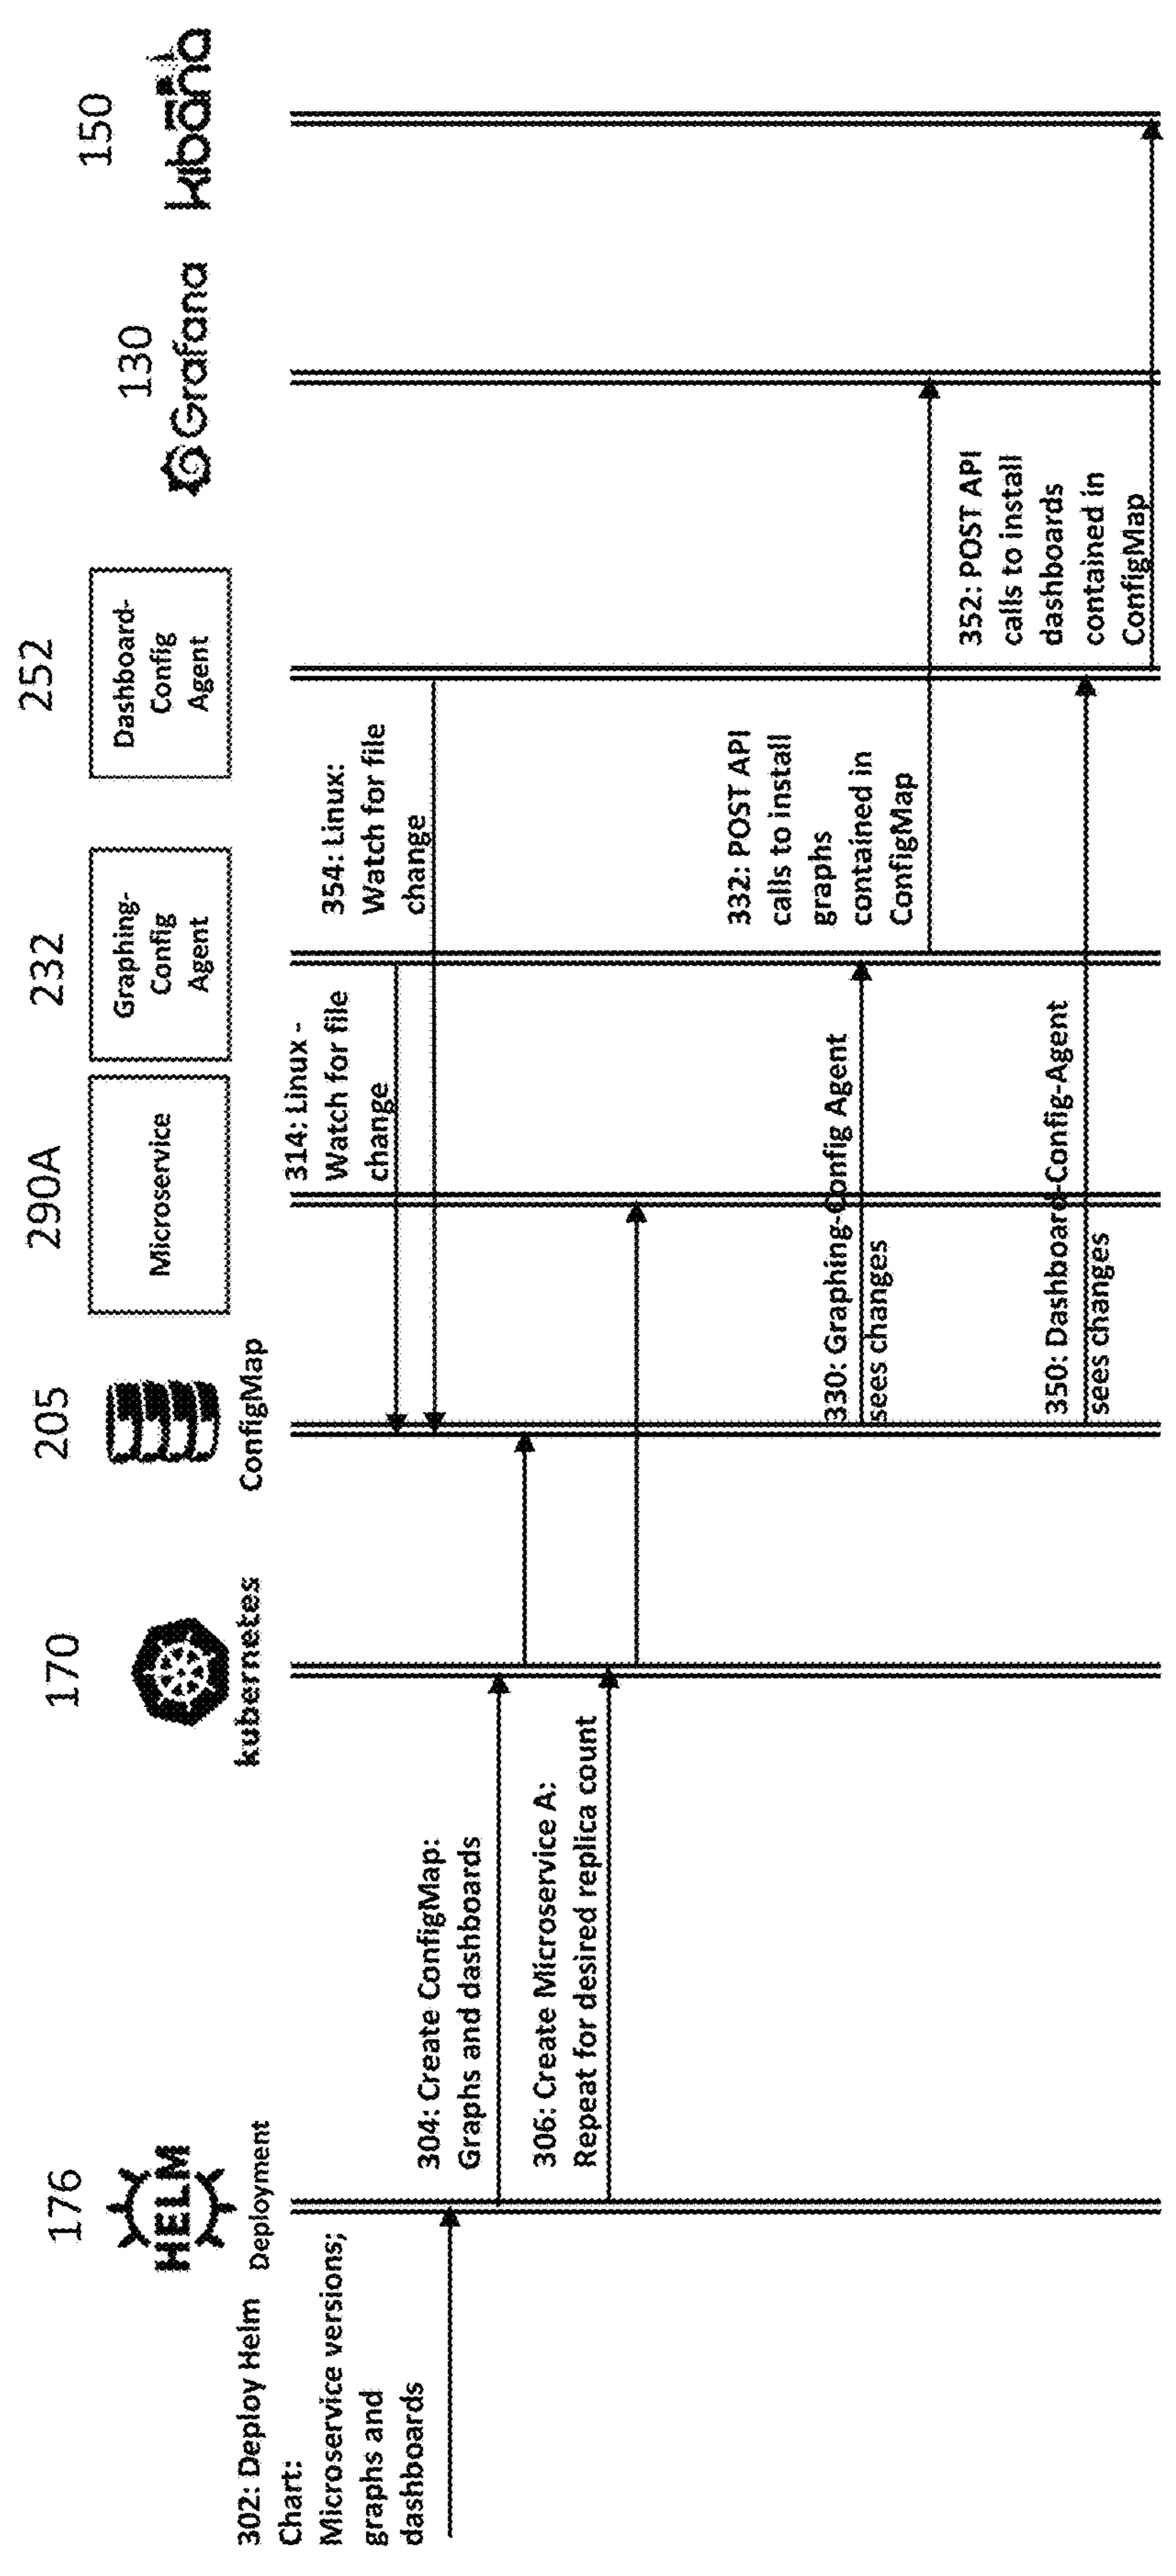 176
HELM
Deployment
170
kubernetes
205
ConfigMap
290A
Microservice
232
Graphing-
Config
Agent
252
Dashboard-
Config
Agent
130
Grafana
150
kibana
302: Deploy Helm
Chart:
Microservice versions;
graphs and
dashboards
304: Create ConfigMap:
Graphs and dashboards
306: Create Microservice A:
Repeat for desired replica count
314: Linux -
Watch for file
change
354: Linux:
Watch for file
change
330: Graphing-Config Agent
sees changes
332: POST API
calls to install
graphs
contained in
ConfigMap
350: Dashboard-Config-Agent
sees changes
352: POST API
calls to install
dashboards
contained in
ConfigMap